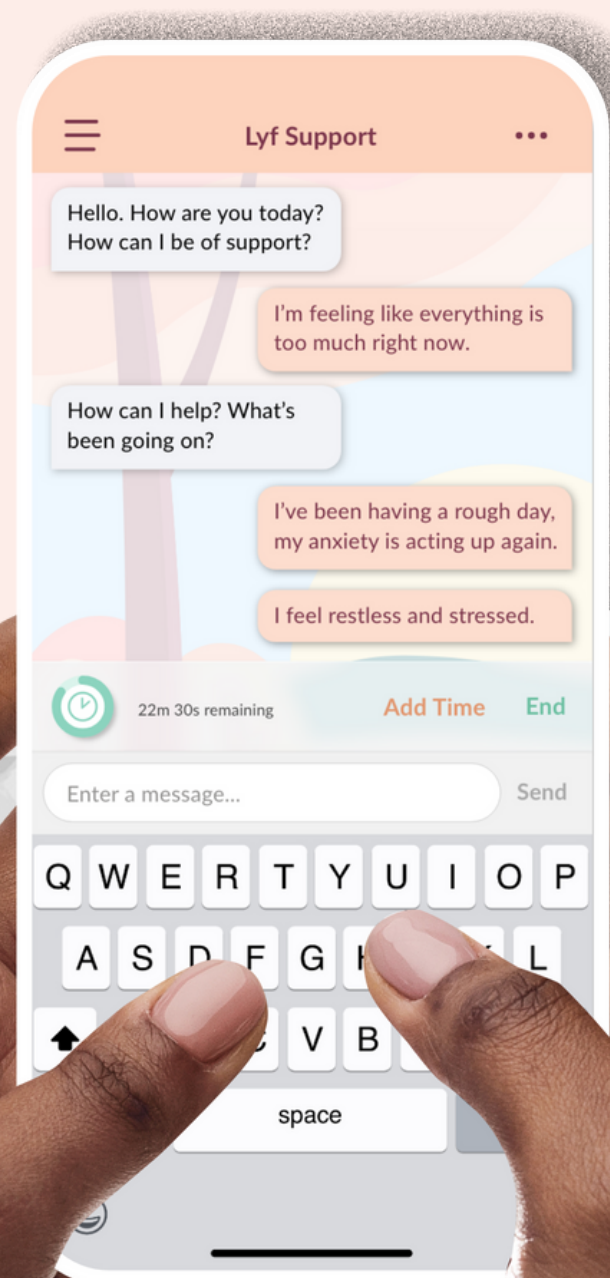 Lyf Support
Hello. How are you today?
How can I be of support?
I'm feeling like everything is
too much right now.
How can I help? What's
been going on?
I've been having a rough day,
my anxiety is acting up again.
I feel restless and stressed.
22m 30s remaining
Add Time
End
Enter a message...
Send
Q W E R T Y U I O P
A S D F G L
V B
space